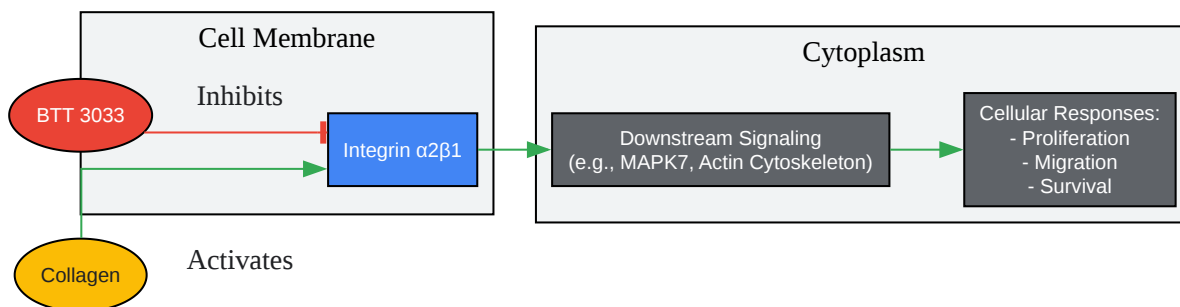 Cell Membrane
Cytoplasm
Inhibits
BTT 3033
Integrin α2β1
Downstream Signaling
(e.g., MAPK7, Actin Cytoskeleton)
Cellular Responses:
- Proliferation
- Migration
- Survival
Activates
Collagen